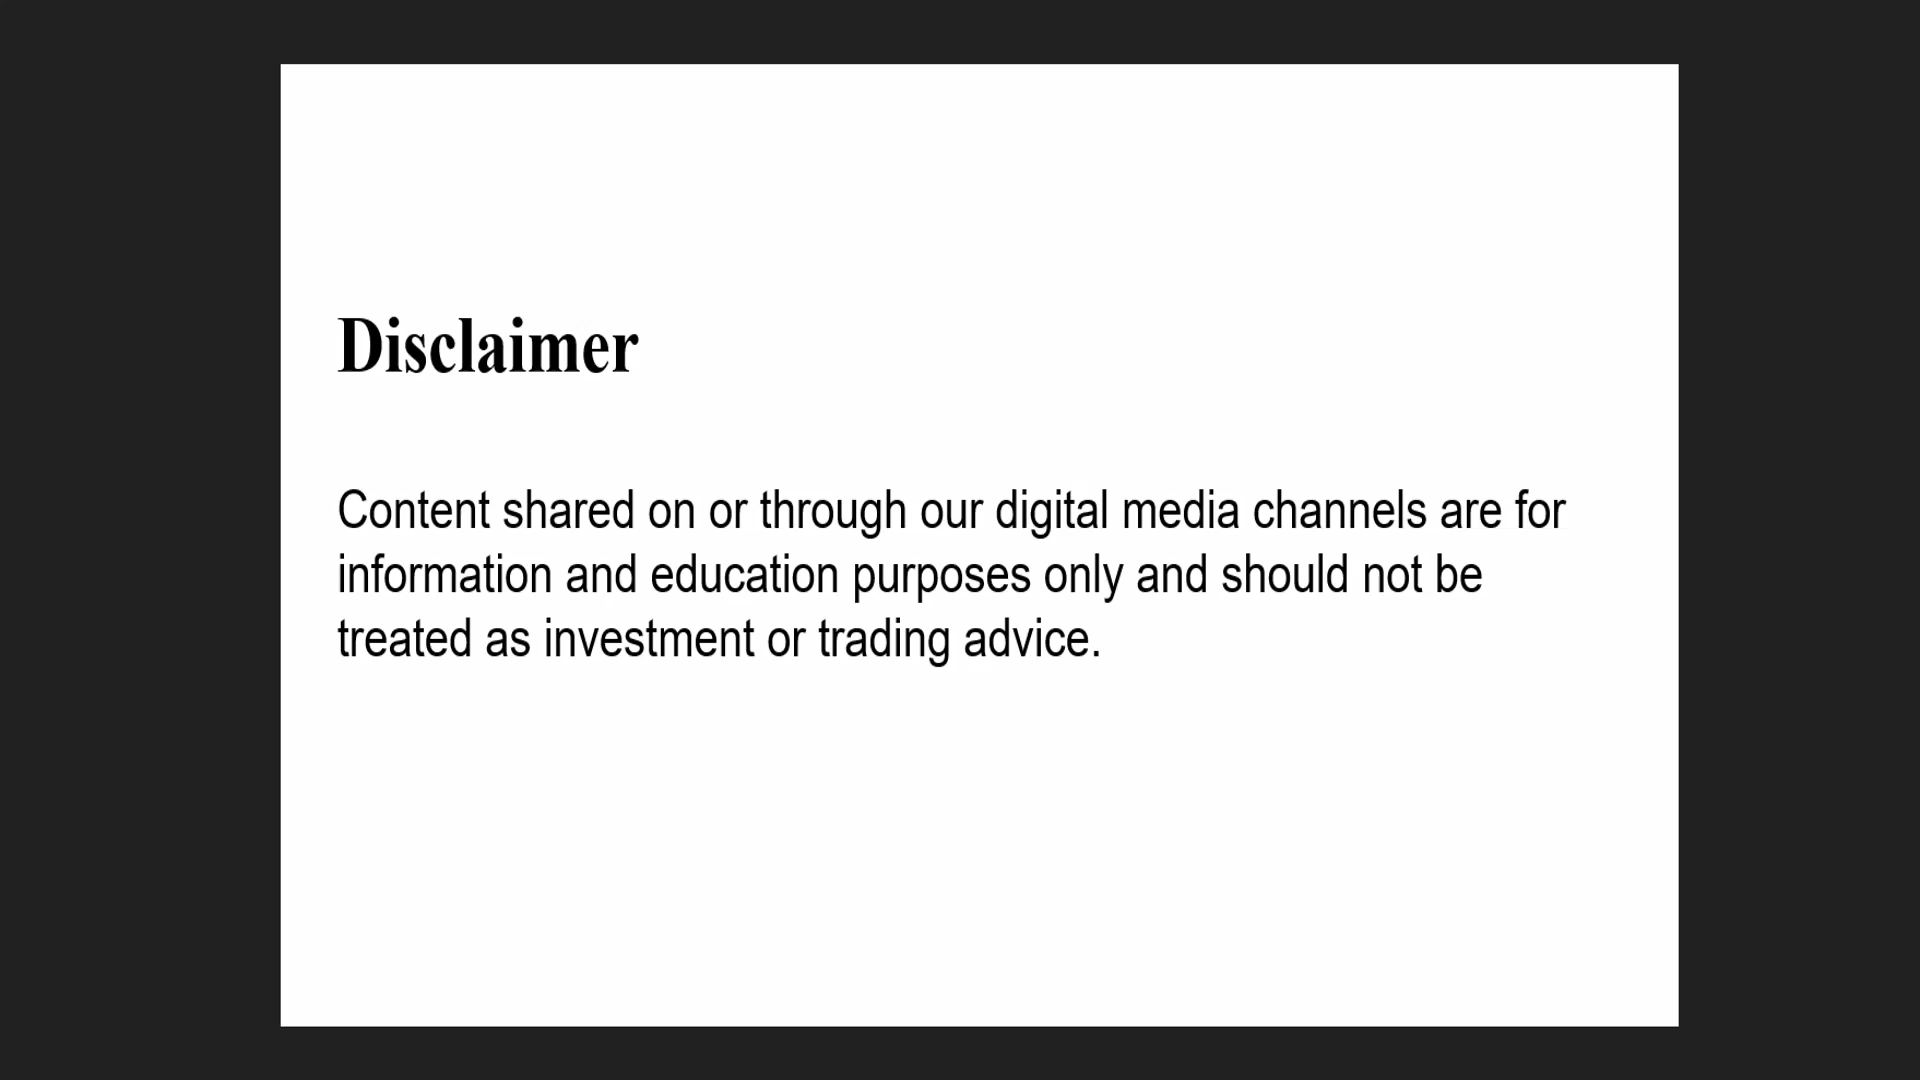 Disclaimer
Content shared on or through our digital media channels are for
information and education purposes only and should not be
treated as investment or trading advice.